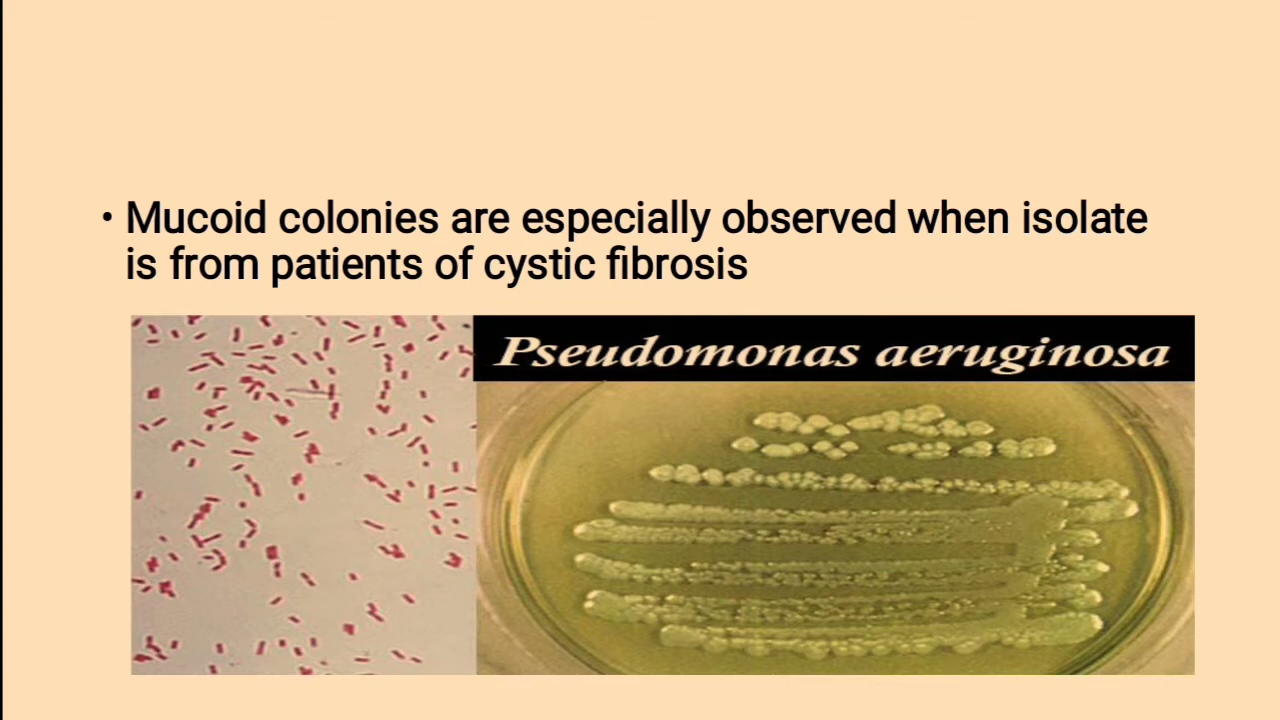 • Mucoid colonies are especially observed when isolate
is from patients of cystic fibrosis
Pseudomonas aeruginosa